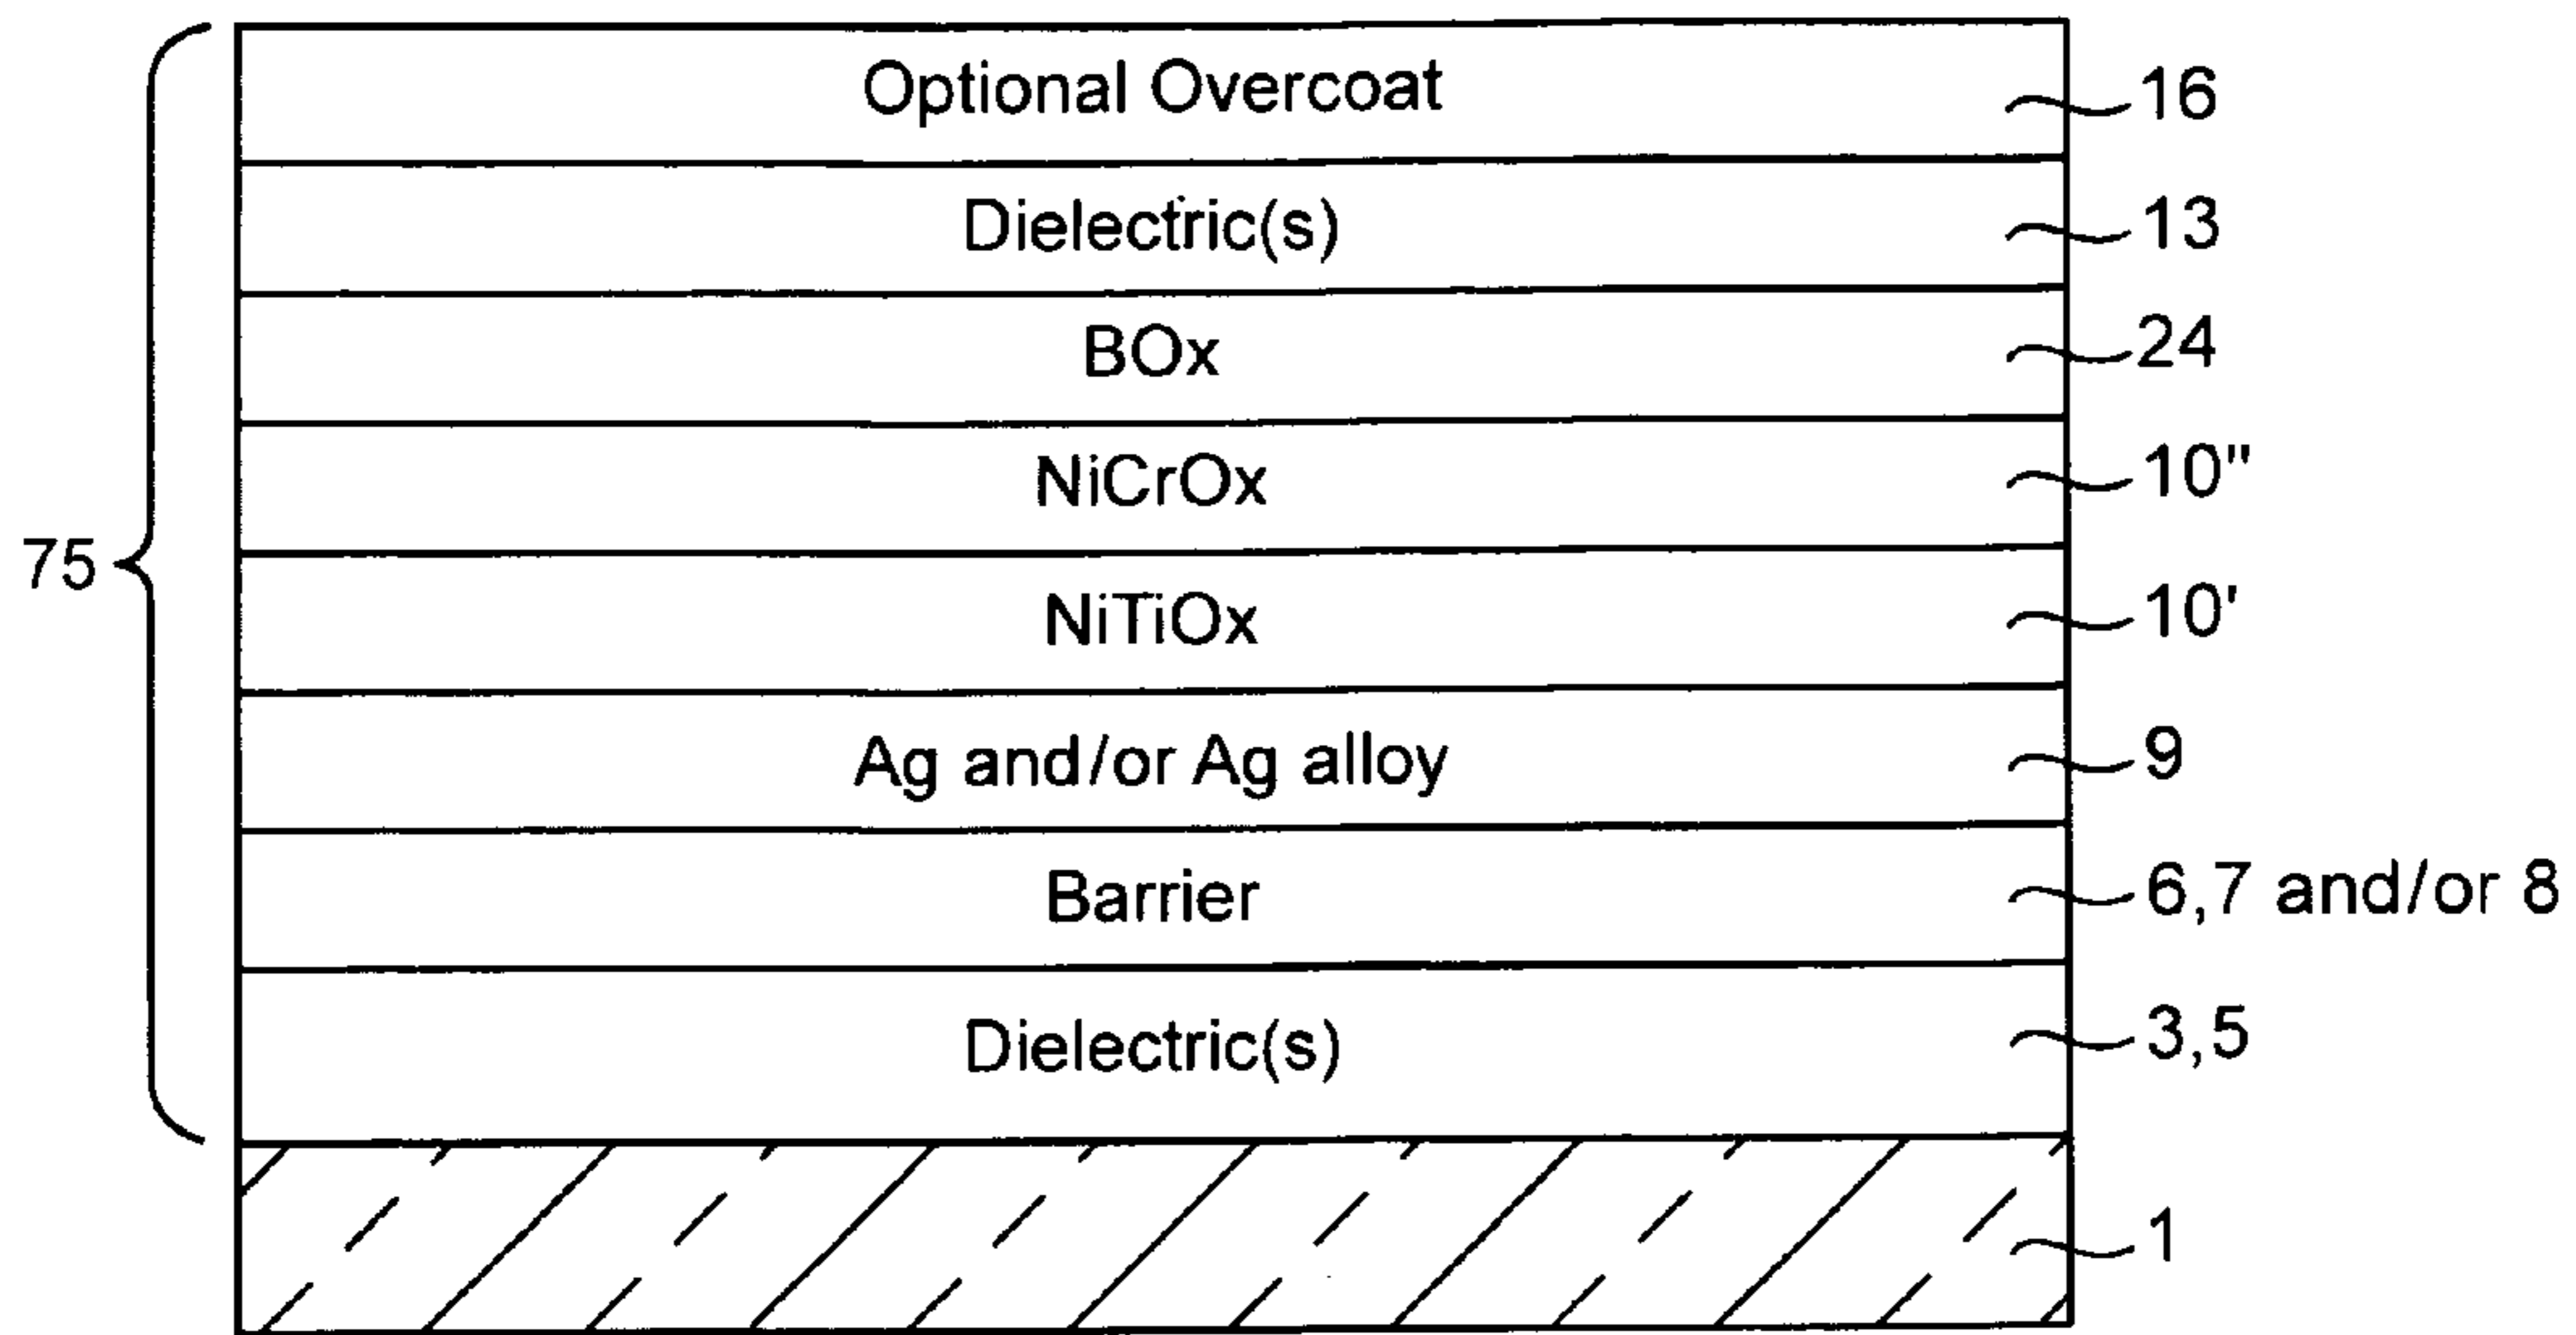 Optional Overcoat 16
Dielectric(s) 13
BOx 24
NiCrOx 10"
75
NiTiOx 10'
Ag and/or Ag alloy 9
Barrier 6,7 and/or 8
Dielectric(s) 3,5
1